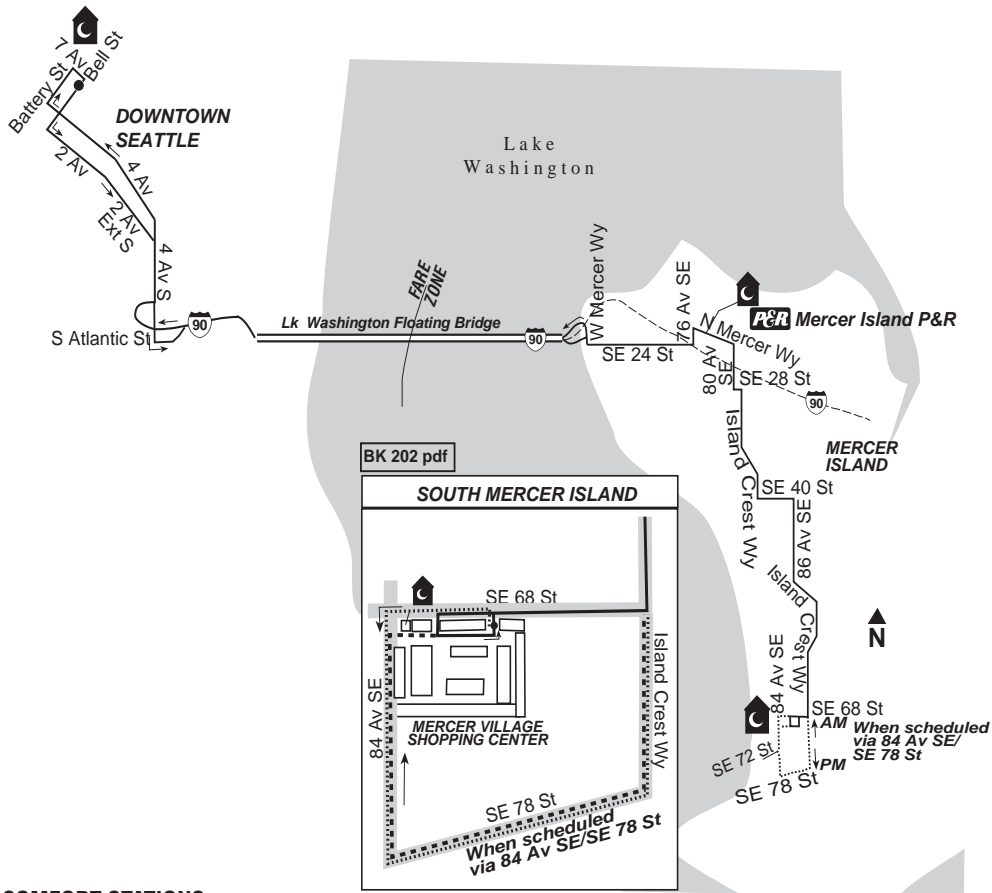 7 Av
Bell St
Battery St
DOWNTOWN
SEATTLE
2 Av
4 Av
2 Av
Ext S
4 Av S
S Atlantic St
90
Lake
Washington
FARE
ZONE
Lk Washington Floating Bridge
90
W Mercer Wy
SE 24 St
76 Av SE
N Mercer Wy
P&R Mercer Island P&R
80 Av
SE
SE 28 St
90
MERCER
ISLAND
Island Crest Wy
SE 40 St
86 Av SE
Island Crest Wy
N
84 Av SE
SE 68 St
AM
PM
When scheduled
via 84 Av SE/
SE 78 St
SE 72 St
SE 78 St
BK 202 pdf
SOUTH MERCER ISLAND
SE 68 St
84 Av SE
Island Crest Wy
MERCER VILLAGE
SHOPPING CENTER
SE 78 St
When scheduled
via 84 Av SE/SE 78 St